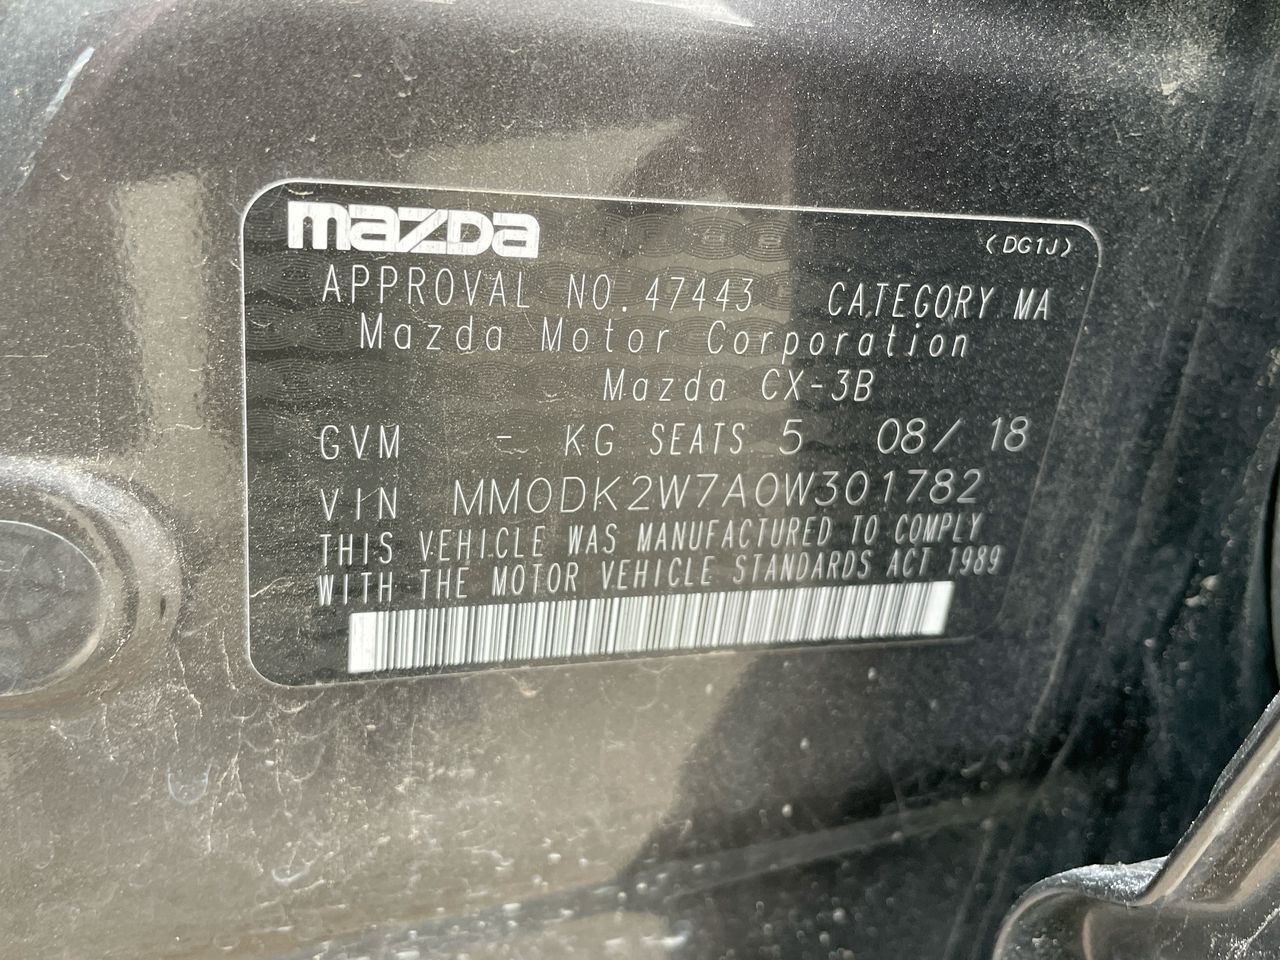 mazda
<DG1J>
APPROVAL NO.47443 CATEGORY MA
Mazda Motor Corporation
Mazda CX-3B
GVM - KG SEATS 5 08/18
VIN MM0DK2W7A0W301782
THIS VEHICLE WAS MANUFACTURED TO COMPLY
WITH THE MOTOR VEHICLE STANDARDS ACT 1989